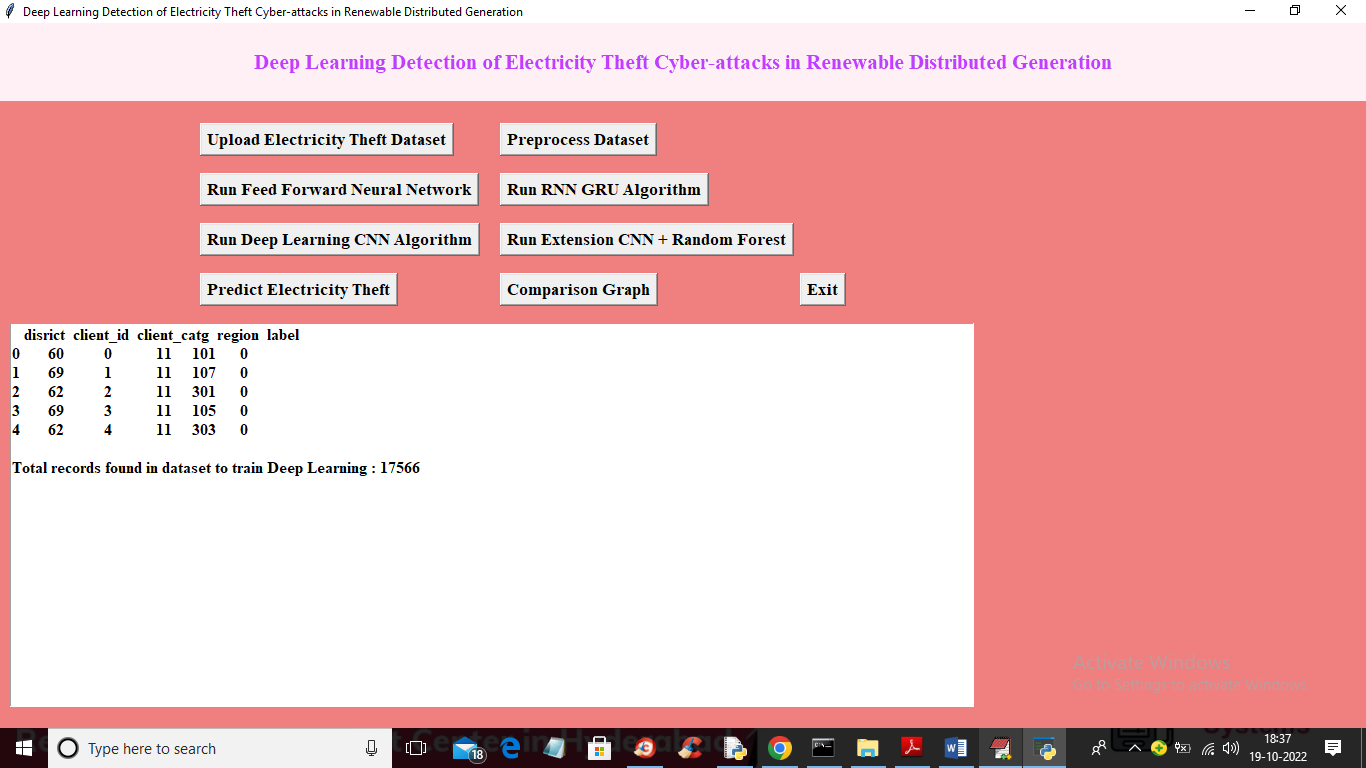 Deep Learning Detection of Electricity Theft Cyber-attacks in Renewable Distributed Generation
Deep Learning Detection of Electricity Theft Cyber-attacks in Renewable Distributed Generation
Upload Electricity Theft Dataset Preprocess Dataset
Run Feed Forward Neural Network Run RNN GRU Algorithm
Run Deep Learning CNN Algorithm Run Extension CNN + Random Forest
Predict Electricity Theft Comparison Graph Exit
disrict client_id client_catg region label
0 60 0 11 101 0
1 69 1 11 107 0
2 62 2 11 301 0
3 69 3 11 105 0
4 62 4 11 303 0
Total records found in dataset to train Deep Learning : 17566
Activate Windows
Go to Settings to activate Windows.
Type here to search
18
18:37
19-10-2022